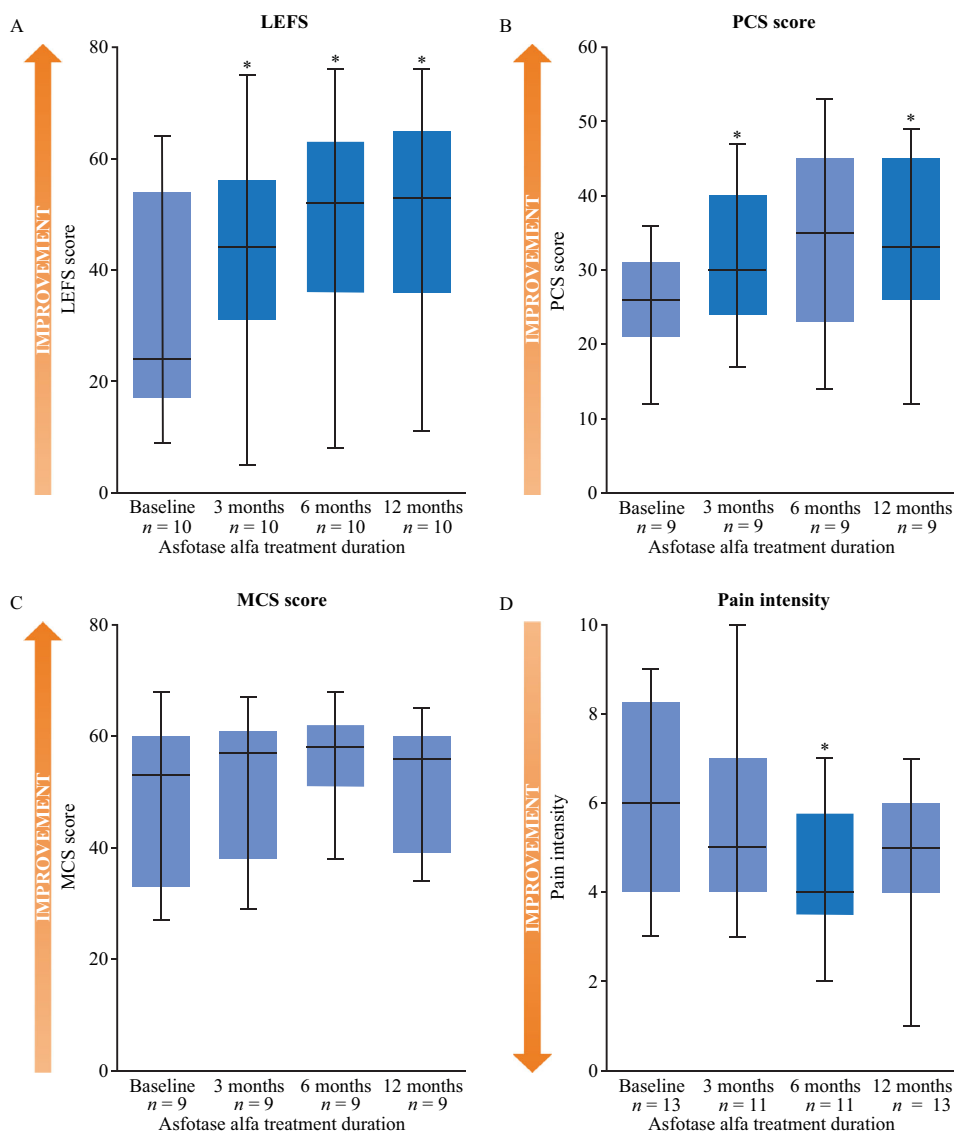 A
LEFS
IMPROVEMENT
LEFS score
80
60
40
20
0
*
*
*
Baseline
3 months
6 months
12 months
n = 10
n = 10
n = 10
n = 10
Asfotase alfa treatment duration
B
PCS score
IMPROVEMENT
PCS score
60
50
40
30
20
10
0
*
*
Baseline
3 months
6 months
12 months
n = 9
n = 9
n = 9
n = 9
Asfotase alfa treatment duration
C
MCS score
IMPROVEMENT
MCS score
80
60
40
20
0
Baseline
3 months
6 months
12 months
n = 9
n = 9
n = 9
n = 9
Asfotase alfa treatment duration
D
Pain intensity
IMPROVEMENT
Pain intensity
10
8
6
4
2
0
*
Baseline
3 months
6 months
12 months
n = 13
n = 11
n = 11
n = 13
Asfotase alfa treatment duration